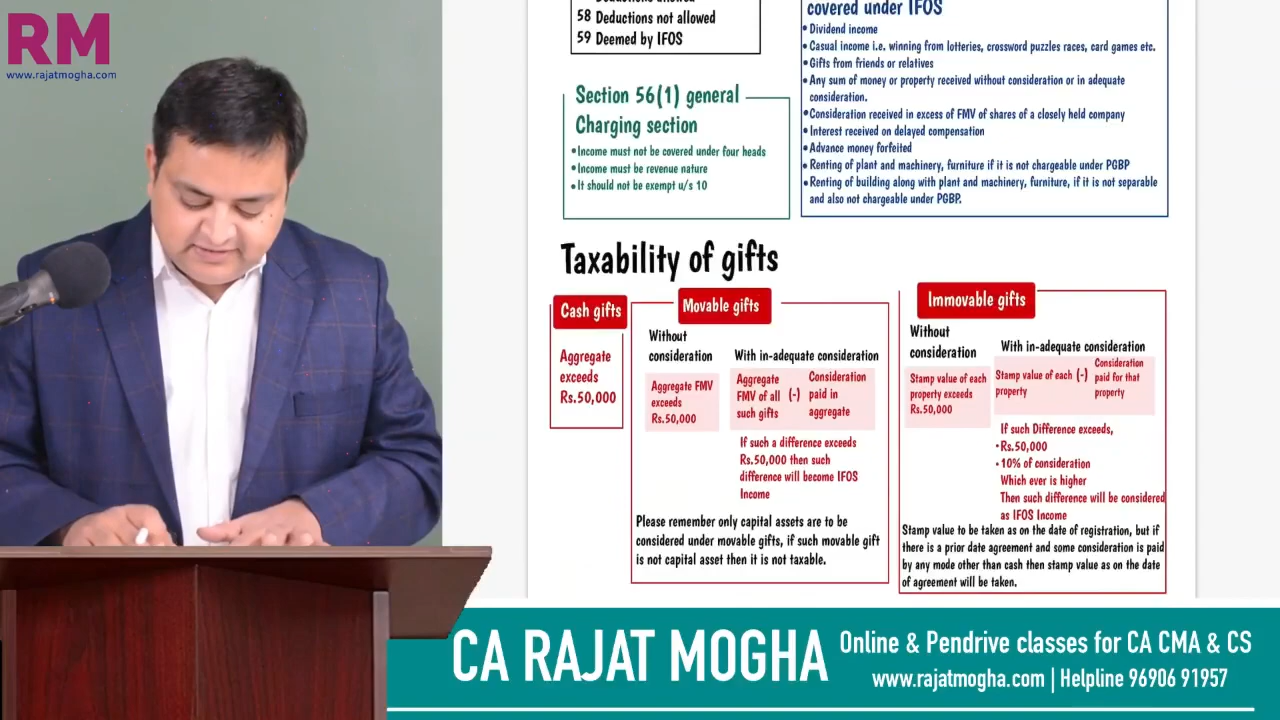 RM
www.rajatmogha.com
58 Deductions not allowed
59 Deemed by IFOS
covered under IFOS
• Dividend income
• Casual income i.e. winning from lotteries, crossword puzzles races, card games etc.
• Gifts from friends or relatives
• Any sum of money or property received without consideration or in adequate
consideration.
• Consideration received in excess of FMV of shares of a closely held company
• Interest received on delayed compensation
• Advance money forfeited
• Renting of plant and machinery, furniture if it is not chargeable under PGBP
• Renting of building along with plant and machinery, furniture, if it is not separable
and also not chargeable under PGBP.
Section 56(1) general
Charging section
• Income must not be covered under four heads
• Income must be revenue nature
• It should not be exempt u/s 10
Taxability of gifts
Cash gifts
Aggregate
exceeds
Rs.50,000
Movable gifts
Without
consideration
Aggregate FMV
exceeds
Rs.50,000
With in-adequate consideration
Aggregate
FMV of all
such gifts
(-)
Consideration
paid in
aggregate
If such a difference exceeds
Rs.50,000 then such
difference will become IFOS
Income
Please remember only capital assets are to be
considered under movable gifts, if such movable gift
is not capital asset then it is not taxable.
Immovable gifts
Without
consideration
Stamp value of each
property exceeds
Rs.50,000
With in-adequate consideration
Stamp value of each
property
(-)
Consideration
paid for that
property
If such Difference exceeds,
• Rs.50,000
• 10% of consideration
Which ever is higher
Then such difference will be considered
as IFOS Income
Stamp value to be taken as on the date of registration, but if
there is a prior date agreement and some consideration is paid
by any mode other than cash then stamp value as on the date
of agreement will be taken.
CA RAJAT MOGHA
Online & Pendrive classes for CA CMA & CS
www.rajatmogha.com | Helpline 96906 91957